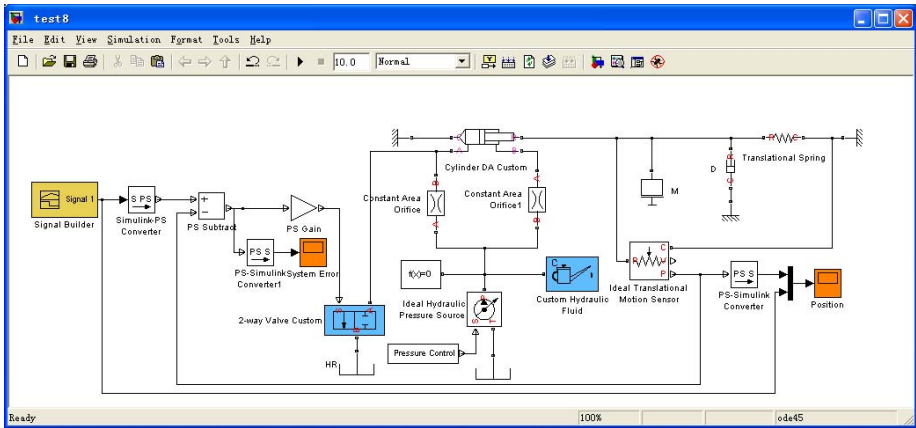 test8
File Edit View Simulation Format Tools Help
10.0 Normal
C R
A B
Cylinder DA Custom
R C
Translational Spring
R
D
C
M
B
Constant Area
Orifice
A
A
Constant Area
Orifice1
B
Signal 1
Signal Builder
S PS
Simulink-PS
Converter
+
−
PS Subtract
PS Gain
PS S
PS-Simulink
Converter1
System Error
f(x)=0
C
Custom Hydraulic
Fluid
R C
V
P
Ideal Translational
Motion Sensor
PS S
PS-Simulink
Converter
Position
Ideal Hydraulic
Pressure Source
P
S T
2-way Valve Custom
S A
B
HR
Pressure Control
Ready 100% ode45